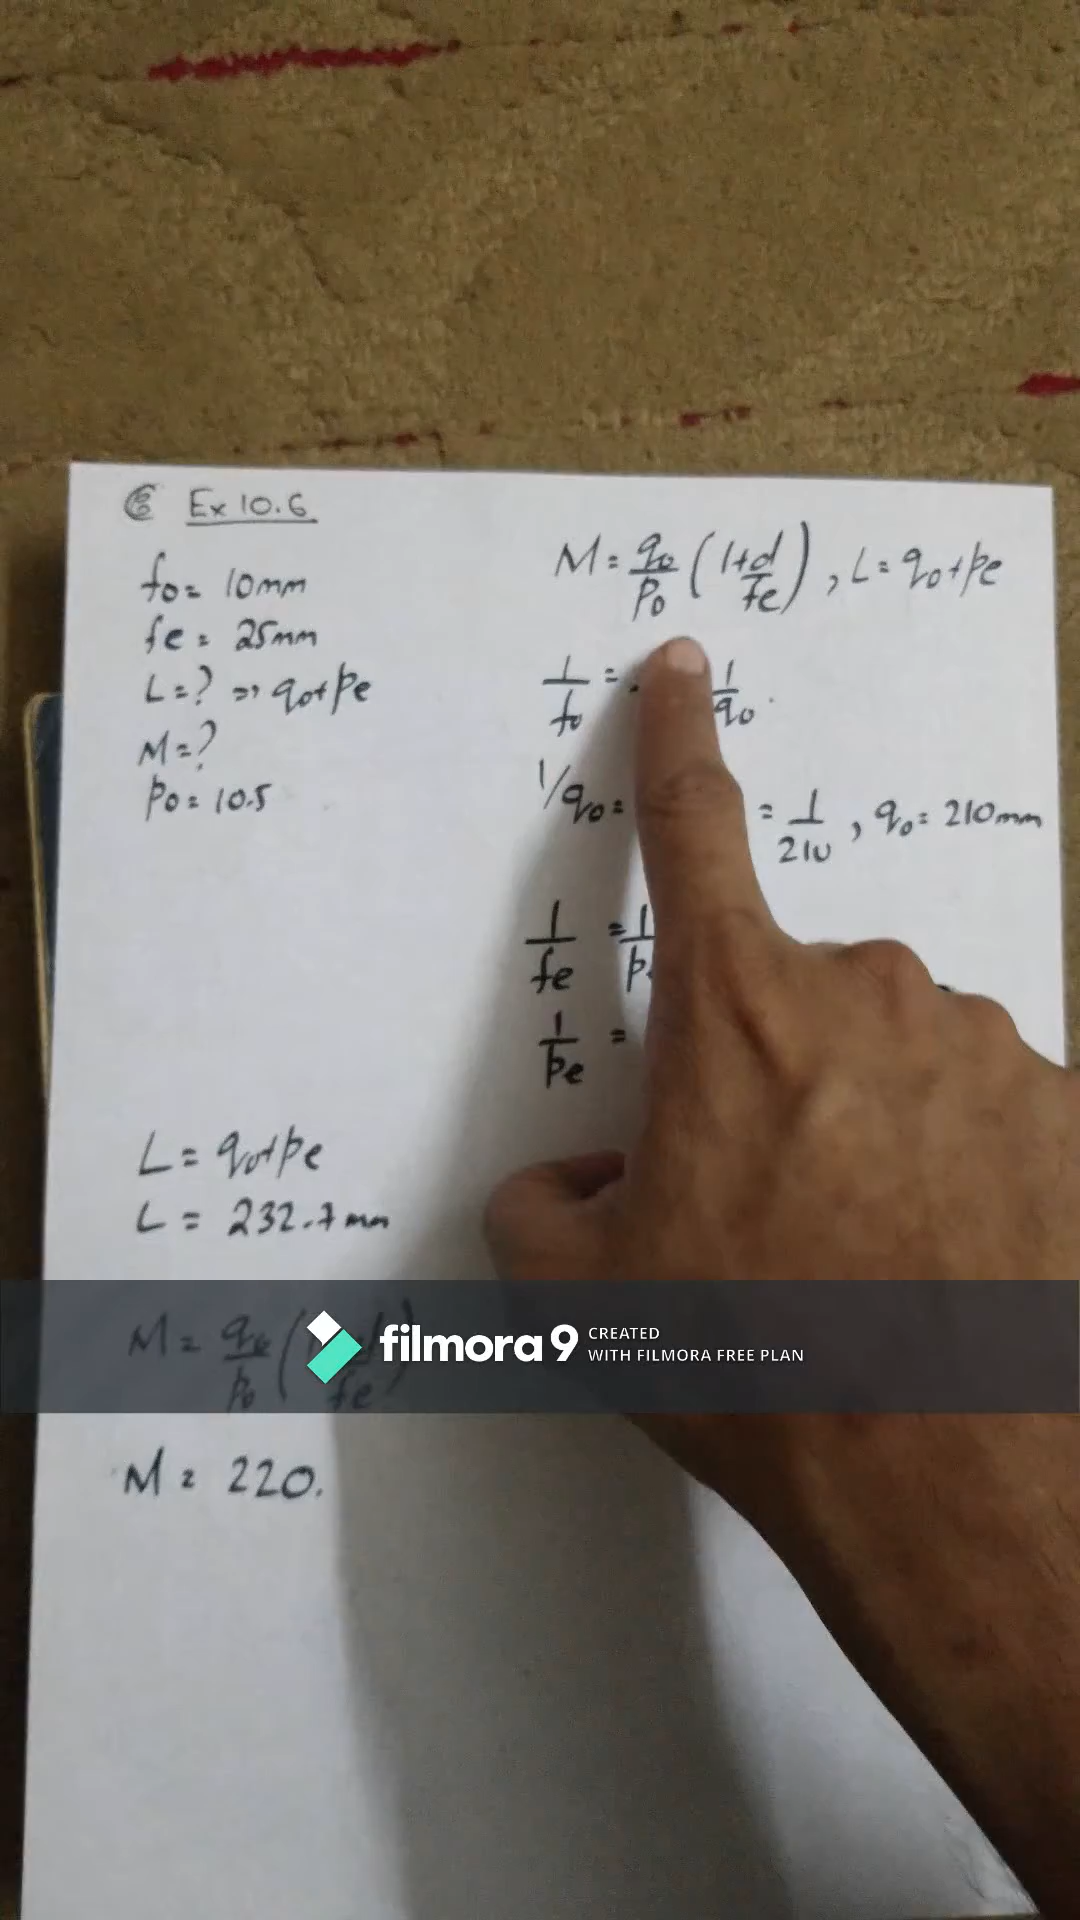 Ex 10.6
fo = 10mm
fe = 25mm
L = ? => qo+Pe
M = ?
Po = 10.5
M = qo/Po (1+d/fe), L = qo+Pe
1/fo = 1/qo
1/qo = = 1/210, qo = 210mm
1/fe = 1/P
1/Pe =
L = qo+Pe
L = 232.7mm
M = qo/Po ( fe)
filmora9 CREATED
WITH FILMORA FREE PLAN
M = 220.